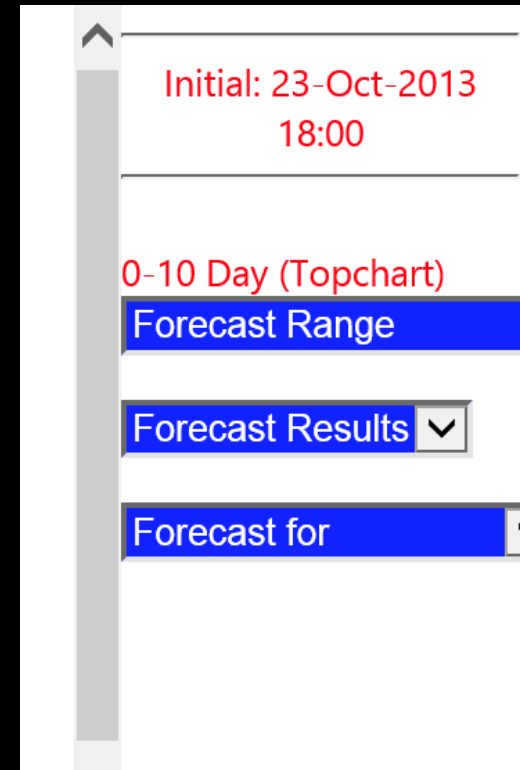 Initial: 23-Oct-2013
18:00
0-10 Day (Topchart)
Forecast Range
Forecast Results
Forecast for